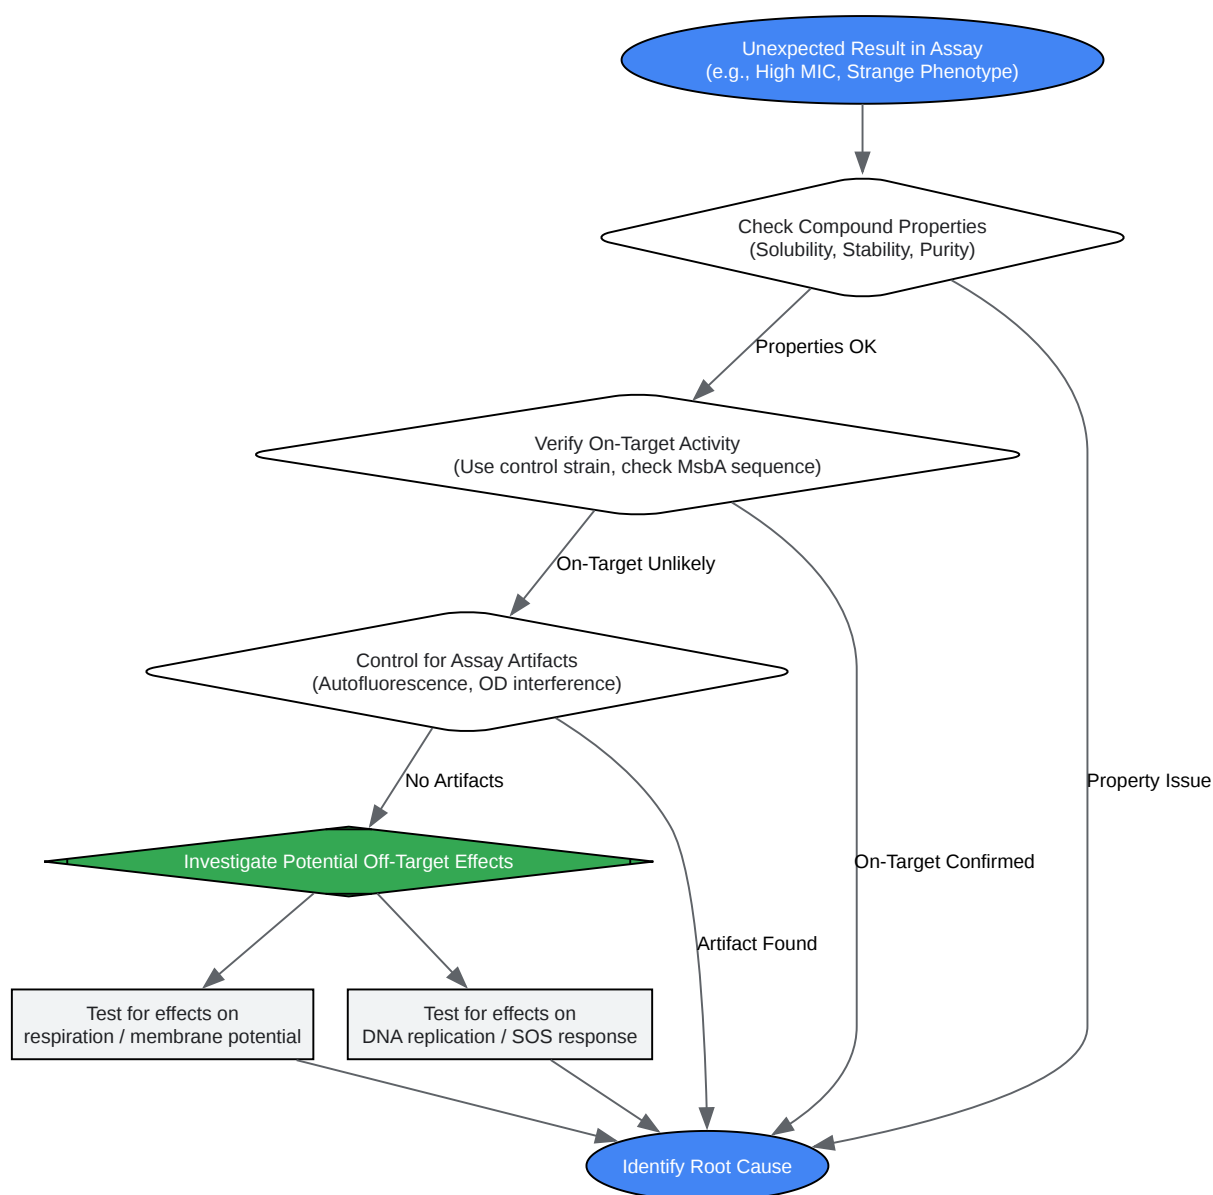 Unexpected Result in Assay
(e.g., High MIC, Strange Phenotype)
Check Compound Properties
(Solubility, Stability, Purity)
Properties OK
Verify On-Target Activity
(Use control strain, check MsbA sequence)
On-Target Unlikely
Control for Assay Artifacts
(Autofluorescence, OD interference)
No Artifacts
Property Issue
Investigate Potential Off-Target Effects
On-Target Confirmed
Artifact Found
Test for effects on
respiration / membrane potential
Test for effects on
DNA replication / SOS response
Identify Root Cause